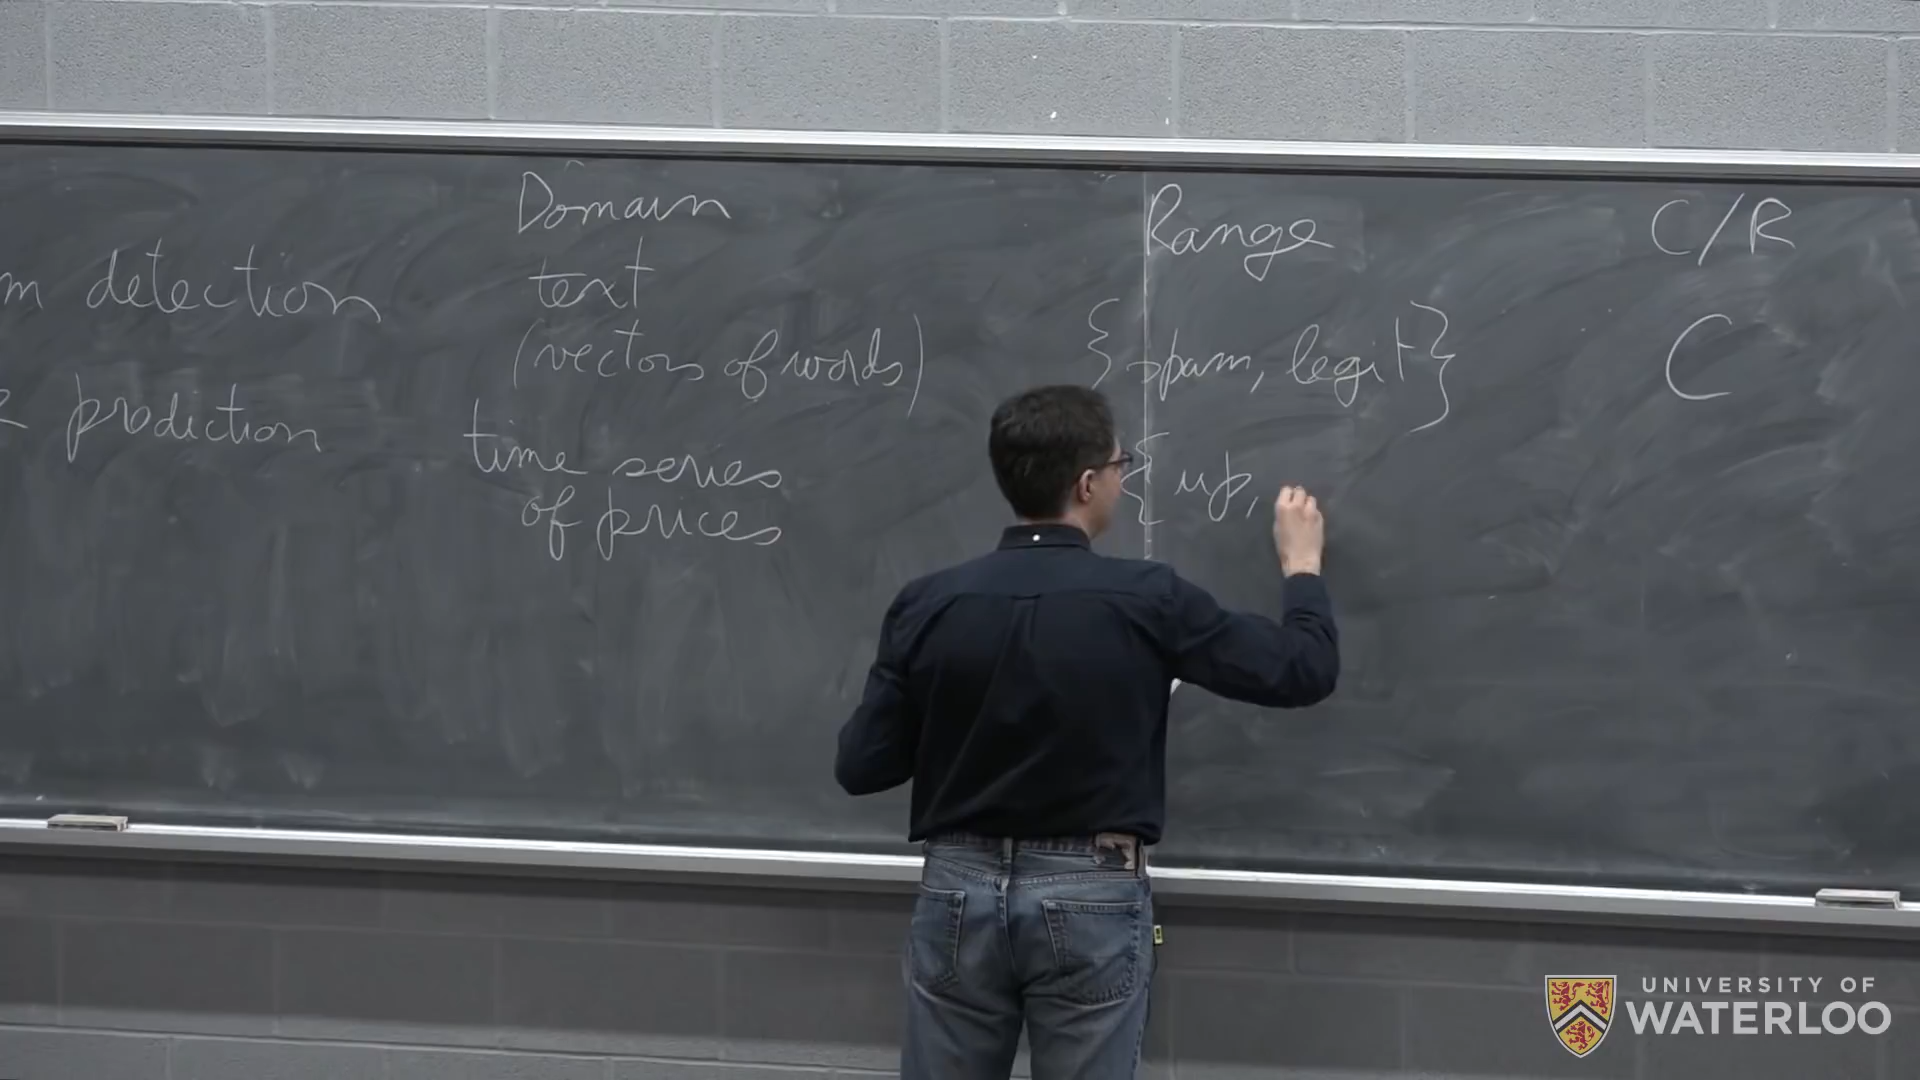 Domain Range C/R
detection text
(vectors of words) {spam, legit} C
prediction time series {up,
of prices
UNIVERSITY OF
WATERLOO